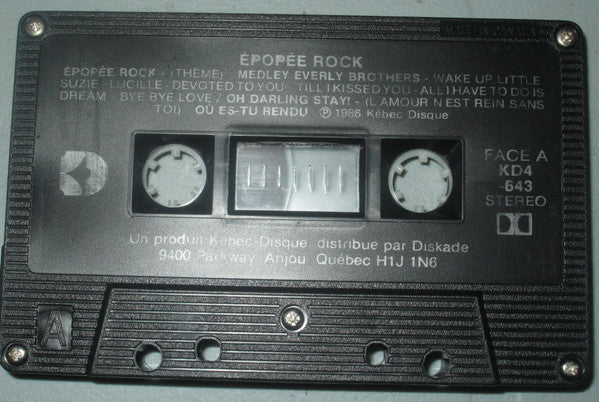 ÉPOPÉE ROCK
ÉPOPÉE ROCK - (THÈME) MEDLEY EVERLY BROTHERS - WAKE UP LITTLE
SUZIE - LUCILLE - DEVOTED TO YOU - 'TILL I KISSED YOU - ALL I HAVE TO DO IS
DREAM BYE BYE LOVE / OH DARLING STAY! - (L AMOUR N EST REIN SANS
TOI) OÙ ES-TU RENDU ℗ 1986 Kébec Disque
FACE A
KD4
-643
STEREO
Un produit Kébec-Disque distribué par Diskade
9400 Parkway Anjou Québec H1J 1N6
A